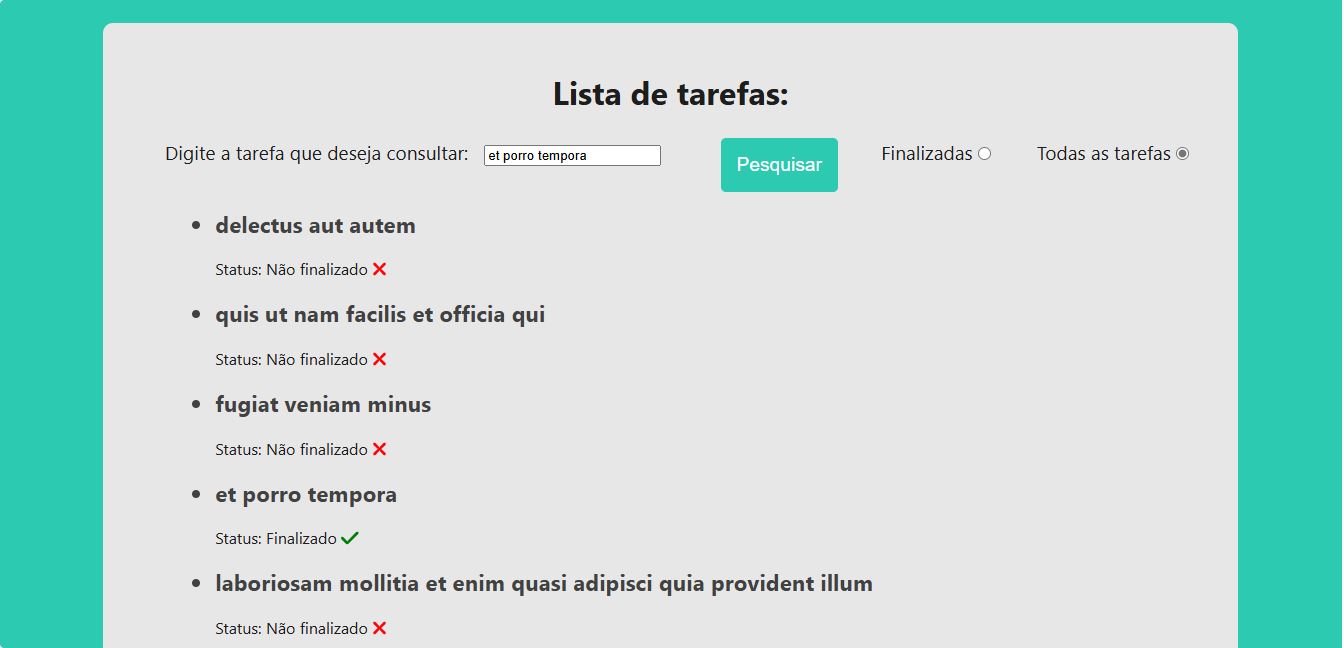 Lista de tarefas:
Digite a tarefa que deseja consultar: et porro tempora Pesquisar Finalizadas Todas as tarefas
delectus aut autem
Status: Não finalizado
quis ut nam facilis et officia qui
Status: Não finalizado
fugiat veniam minus
Status: Não finalizado
et porro tempora
Status: Finalizado
laboriosam mollitia et enim quasi adipisci quia provident illum
Status: Não finalizado